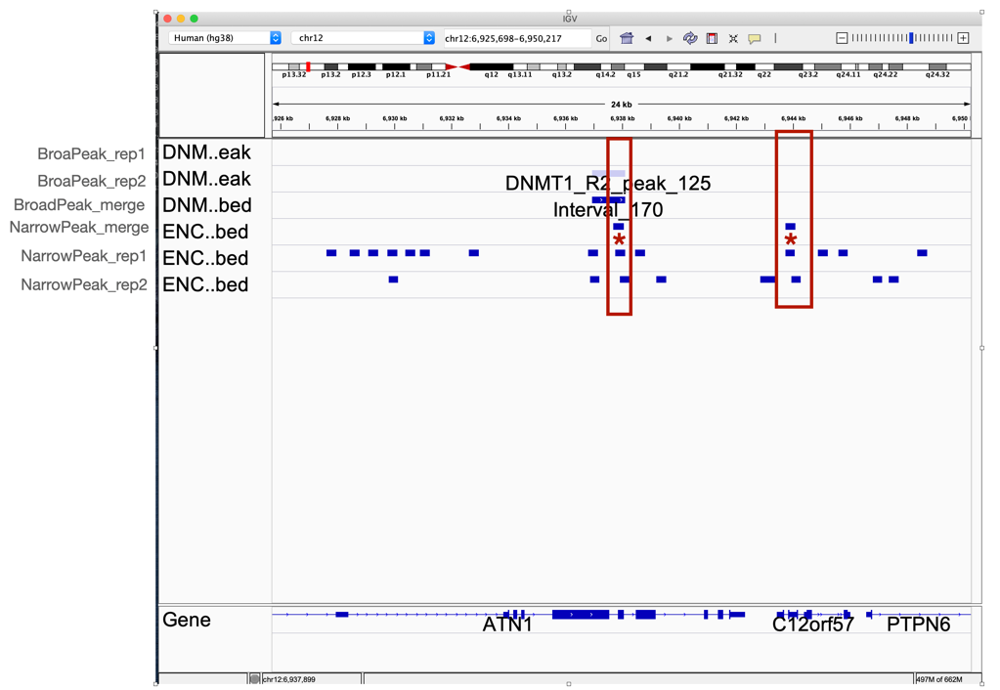 IGV
Human (hg38) chr12 chr12:6,925,698-6,950,217 Go
p13.32 p13.2 p12.3 p12.1 p11.21 q12 q13.11 q13.2 q14.2 q15 q21.2 q21.32 q22 q23.2 q24.11 q24.22 q24.32
24 kb
,926 kb 6,928 kb 6,930 kb 6,932 kb 6,934 kb 6,936 kb 6,938 kb 6,940 kb 6,942 kb 6,944 kb 6,946 kb 6,948 kb 6,950
BroaPeak_rep1 DNM..eak
BroaPeak_rep2 DNM..eak DNMT1_R2_peak_125
BroadPeak_merge DNM..bed Interval_170
NarrowPeak_merge ENC..bed
* *
NarrowPeak_rep1 ENC..bed
NarrowPeak_rep2 ENC..bed
Gene ATN1 C12orf57 PTPN6
chr12:6,937,899 497M of 662M